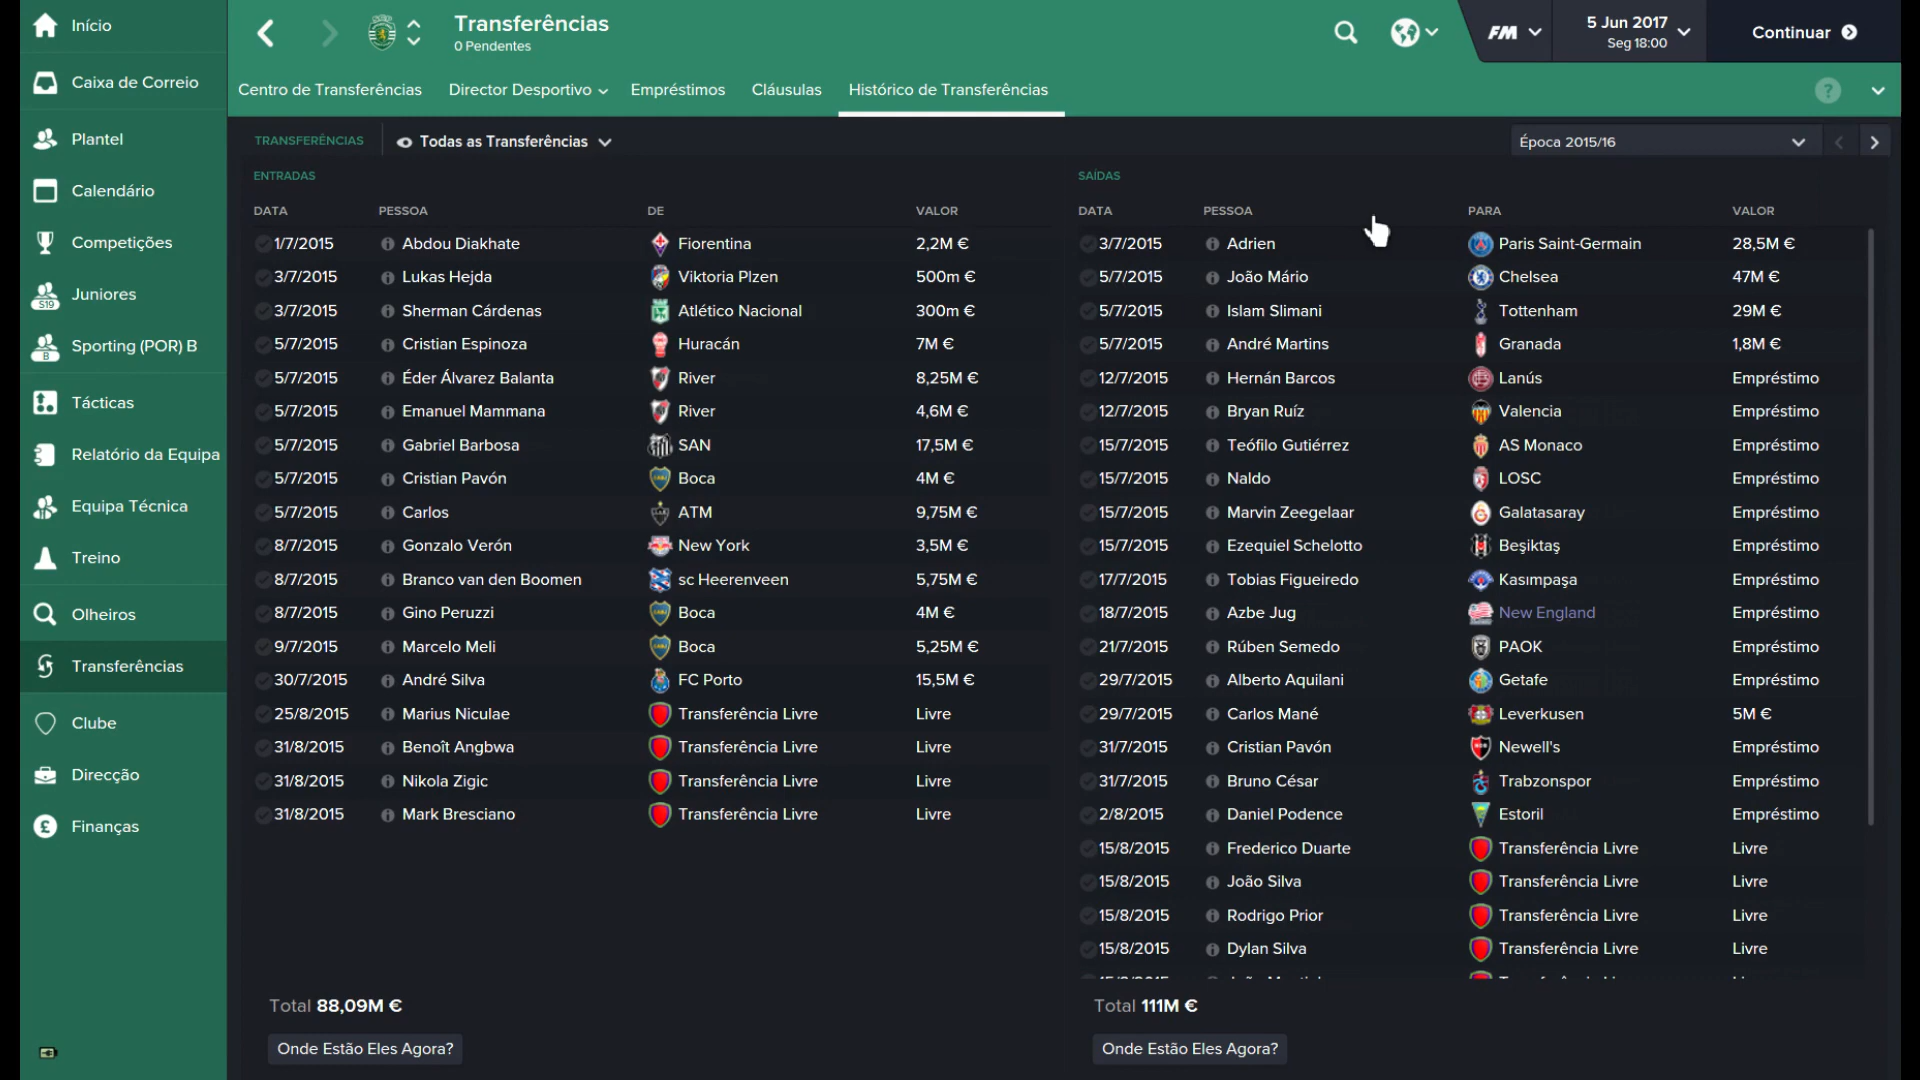 Início
Caixa de Correio
Plantel
Calendário
Competições
S19
Juniores
B
Sporting (POR) B
Tácticas
Relatório da Equipa
Equipa Técnica
Treino
Olheiros
Transferências
Clube
Direcção
Finanças
Transferências
0 Pendentes
FM
5 Jun 2017
Seg 18:00
Continuar
Centro de Transferências Director Desportivo Empréstimos Cláusulas Histórico de Transferências
?
TRANSFERÊNCIAS Todas as Transferências Época 2015/16
ENTRADAS
DATA PESSOA DE VALOR
1/7/2015 Abdou Diakhate Fiorentina 2,2M €
3/7/2015 Lukas Hejda Viktoria Plzen 500m €
3/7/2015 Sherman Cárdenas Atlético Nacional 300m €
5/7/2015 Cristian Espinoza Huracán 7M €
5/7/2015 Éder Álvarez Balanta River 8,25M €
5/7/2015 Emanuel Mammana River 4,6M €
5/7/2015 Gabriel Barbosa SAN 17,5M €
5/7/2015 Cristian Pavón Boca 4M €
5/7/2015 Carlos ATM 9,75M €
8/7/2015 Gonzalo Verón New York 3,5M €
8/7/2015 Branco van den Boomen sc Heerenveen 5,75M €
8/7/2015 Gino Peruzzi Boca 4M €
9/7/2015 Marcelo Meli Boca 5,25M €
30/7/2015 André Silva FC Porto 15,5M €
25/8/2015 Marius Niculae Transferência Livre Livre
31/8/2015 Benoît Angbwa Transferência Livre Livre
31/8/2015 Nikola Zigic Transferência Livre Livre
31/8/2015 Mark Bresciano Transferência Livre Livre
Total 88,09M €
Onde Estão Eles Agora?
SAÍDAS
DATA PESSOA PARA VALOR
3/7/2015 Adrien Paris Saint-Germain 28,5M €
5/7/2015 João Mário Chelsea 47M €
5/7/2015 Islam Slimani Tottenham 29M €
5/7/2015 André Martins Granada 1,8M €
12/7/2015 Hernán Barcos Lanús Empréstimo
12/7/2015 Bryan Ruíz Valencia Empréstimo
15/7/2015 Teófilo Gutiérrez AS Monaco Empréstimo
15/7/2015 Naldo LOSC Empréstimo
15/7/2015 Marvin Zeegelaar Galatasaray Empréstimo
15/7/2015 Ezequiel Schelotto Beşiktaş Empréstimo
17/7/2015 Tobias Figueiredo Kasımpaşa Empréstimo
18/7/2015 Azbe Jug New England Empréstimo
21/7/2015 Rúben Semedo PAOK Empréstimo
29/7/2015 Alberto Aquilani Getafe Empréstimo
29/7/2015 Carlos Mané Leverkusen 5M €
31/7/2015 Cristian Pavón Newell's Empréstimo
31/7/2015 Bruno César Trabzonspor Empréstimo
2/8/2015 Daniel Podence Estoril Empréstimo
15/8/2015 Frederico Duarte Transferência Livre Livre
15/8/2015 João Silva Transferência Livre Livre
15/8/2015 Rodrigo Prior Transferência Livre Livre
15/8/2015 Dylan Silva Transferência Livre Livre
Total 111M €
Onde Estão Eles Agora?